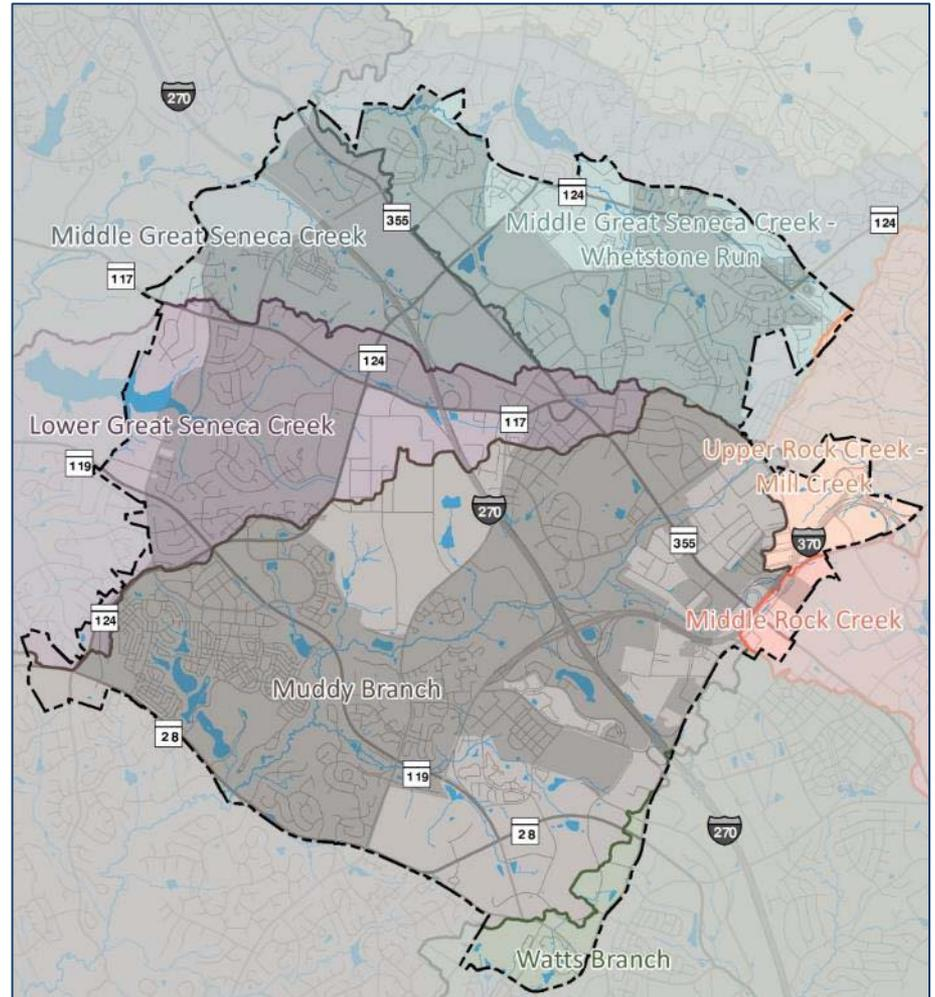 270
124
124
355
Middle Great Seneca Creek -
Whetstone Run
Middle Great Seneca Creek
117
124
117
Lower Great Seneca Creek
119
Upper Rock Creek -
Mill Creek
270
355
370
124
Middle Rock Creek
Muddy Branch
28
119
28
270
Watts Branch